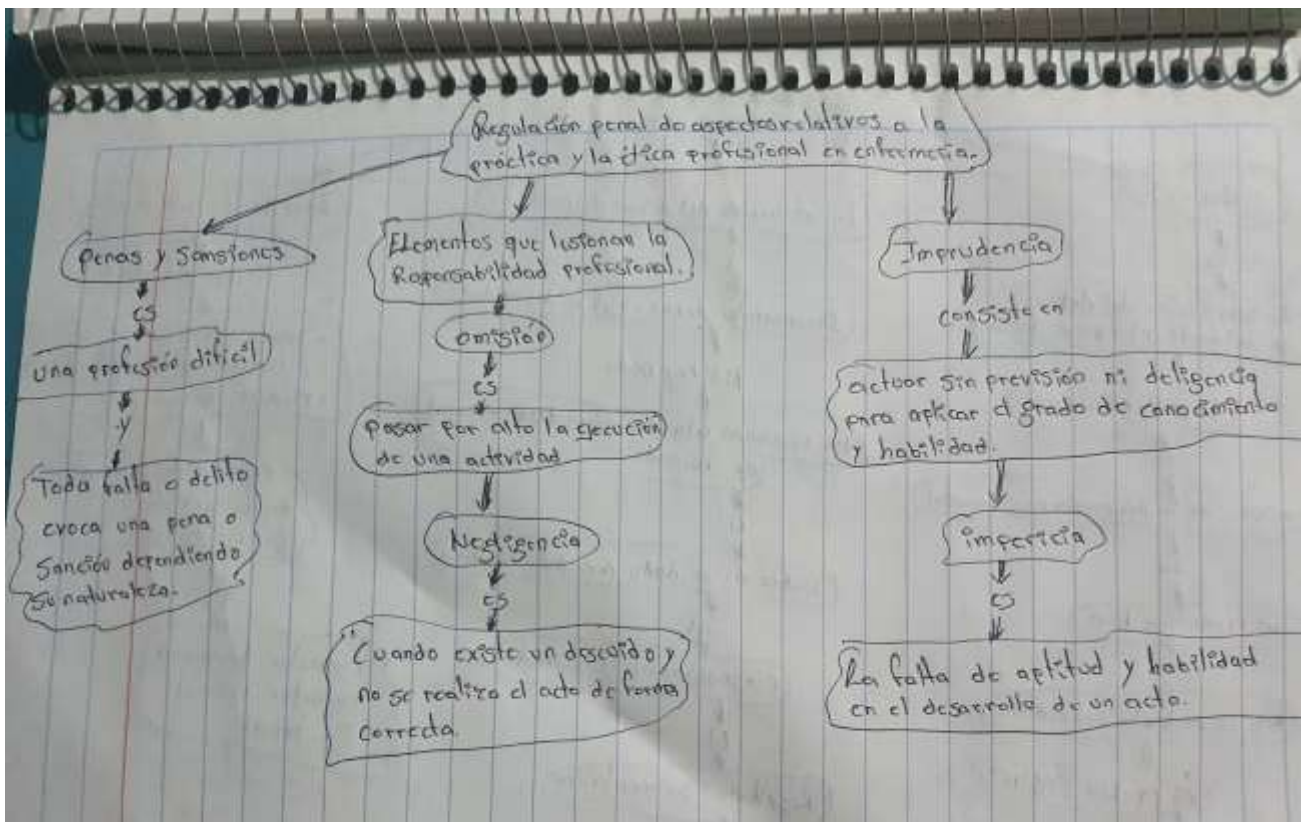 Regulación penal de aspectos relativos a la
práctica y la ética profesional en enfermería.
Penas y Sansiones
es
una profesión difícil
y
Toda falta o delito
evoca una pena o
Sanción dependiendo
su naturaleza.
Elementos que lesionan la
Responsabilidad profesional.
omisión
es
Pasar por alto la ejecución
de una actividad
Negligencia
es
Cuando existe un descuido y
no se realiza el acto de forma
correcta.
Imprudencia
consiste en
actuar sin previsión ni deligencia
para aplicar el grado de conocimiento
y habilidad.
impericia
es
La falta de aptitud y habilidad
en el desarrollo de un acto.